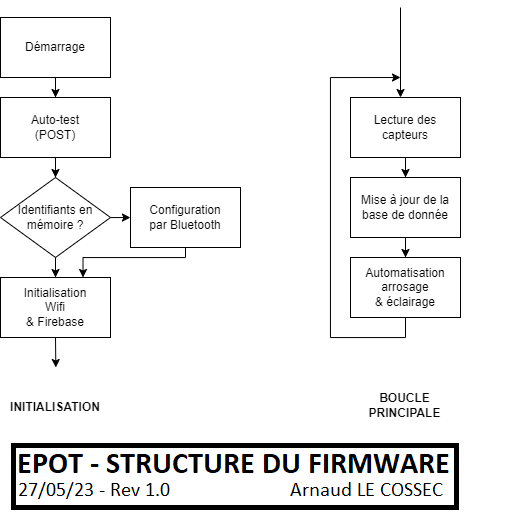 Démarrage
Auto-test
(POST)
Identifiants en
mémoire ?
Configuration
par Bluetooth
Initialisation
Wifi
& Firebase
INITIALISATION
Lecture des
capteurs
Mise à jour de la
base de donnée
Automatisation
arrosage
& éclairage
BOUCLE
PRINCIPALE
EPOT - STRUCTURE DU FIRMWARE
27/05/23 - Rev 1.0 Arnaud LE COSSEC